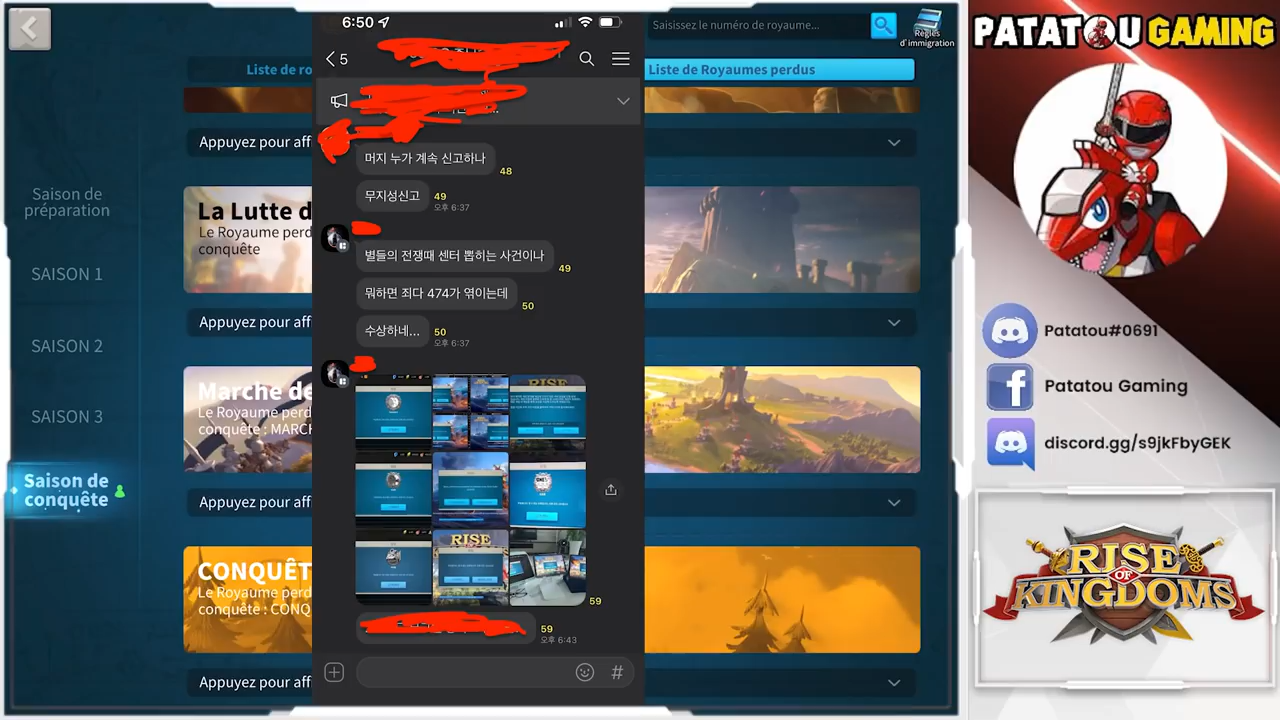 6:50
5
머지 누가 계속 신고하나
48
무지성신고
49
오후 6:37
별들의 전쟁때 센터 뽑히는 사건이나
49
뭐하면 죄다 474가 엮이는데
50
수상하네...
50
오후 6:37
RISE
RISE
59
59
오후 6:43
#
Saisissez le numéro de royaume...
Règles
d'immigration
Liste de ro
Liste de Royaumes perdus
Appuyez pour aff
La Lutte d
Le Royaume perd
conquête
Appuyez pour aff
Marche de
Le Royaume perd
conquête : MARCH
Appuyez pour aff
CONQUÊT
Le Royaume perd
conquête : CONQ
Appuyez pour aff
Saison de
préparation
SAISON 1
SAISON 2
SAISON 3
Saison de
conquête
PATATOU GAMING
Patatou#0691
Patatou Gaming
discord.gg/s9jkFbyGEK
RISE
OF
KINGDOMS